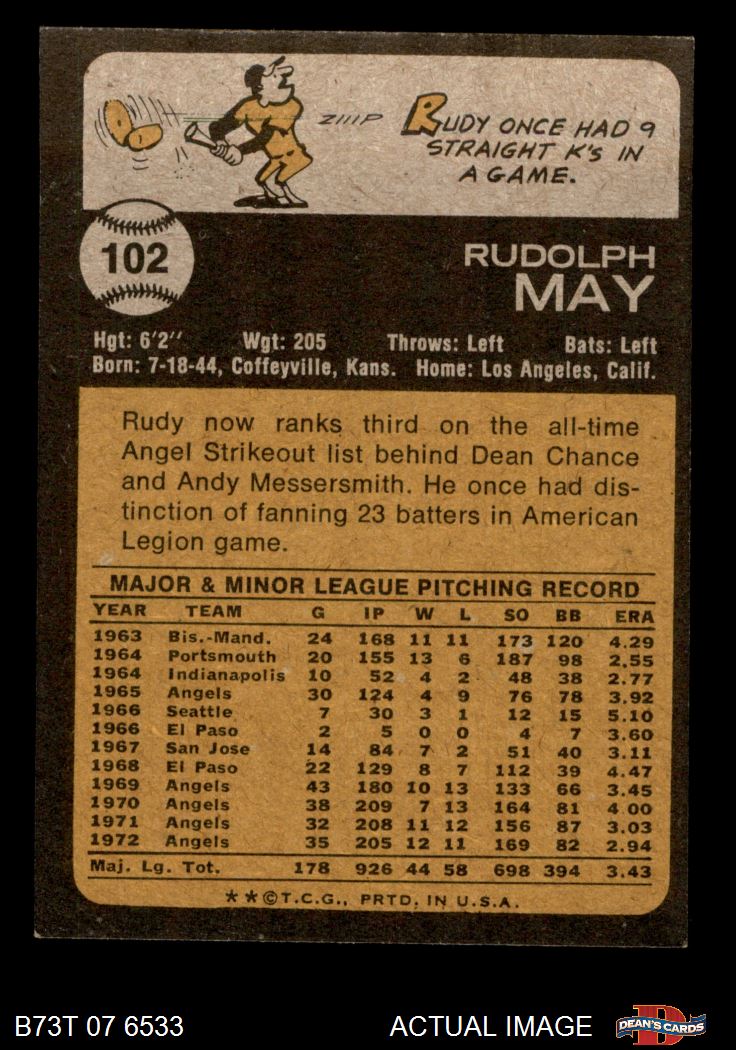 ZIIIP
RUDY ONCE HAD 9
STRAIGHT K'S IN
A GAME.
102
RUDOLPH
MAY
Hgt: 6'2" Wgt: 205 Throws: Left Bats: Left
Born: 7-18-44, Coffeyville, Kans. Home: Los Angeles, Calif.
Rudy now ranks third on the all-time
Angel Strikeout list behind Dean Chance
and Andy Messersmith. He once had dis-
tinction of fanning 23 batters in American
Legion game.
MAJOR & MINOR LEAGUE PITCHING RECORD
YEAR TEAM G IP W L SO BB ERA
1963 Bis.-Mand. 24 168 11 11 173 120 4.29
1964 Portsmouth 20 155 13 6 187 98 2.55
1964 Indianapolis 10 52 4 2 48 38 2.77
1965 Angels 30 124 4 9 76 78 3.92
1966 Seattle 7 30 3 1 12 15 5.10
1966 El Paso 2 5 0 0 4 7 3.60
1967 San Jose 14 84 7 2 51 40 3.11
1968 El Paso 22 129 8 7 112 39 4.47
1969 Angels 43 180 10 13 133 66 3.45
1970 Angels 38 209 7 13 164 81 4.00
1971 Angels 32 208 11 12 156 87 3.03
1972 Angels 35 205 12 11 169 82 2.94
Maj. Lg. Tot. 178 926 44 58 698 394 3.43
**©T.C.G., PRTD. IN U.S.A.
B73T 07 6533 ACTUAL IMAGE
D
DEAN'S CARDS